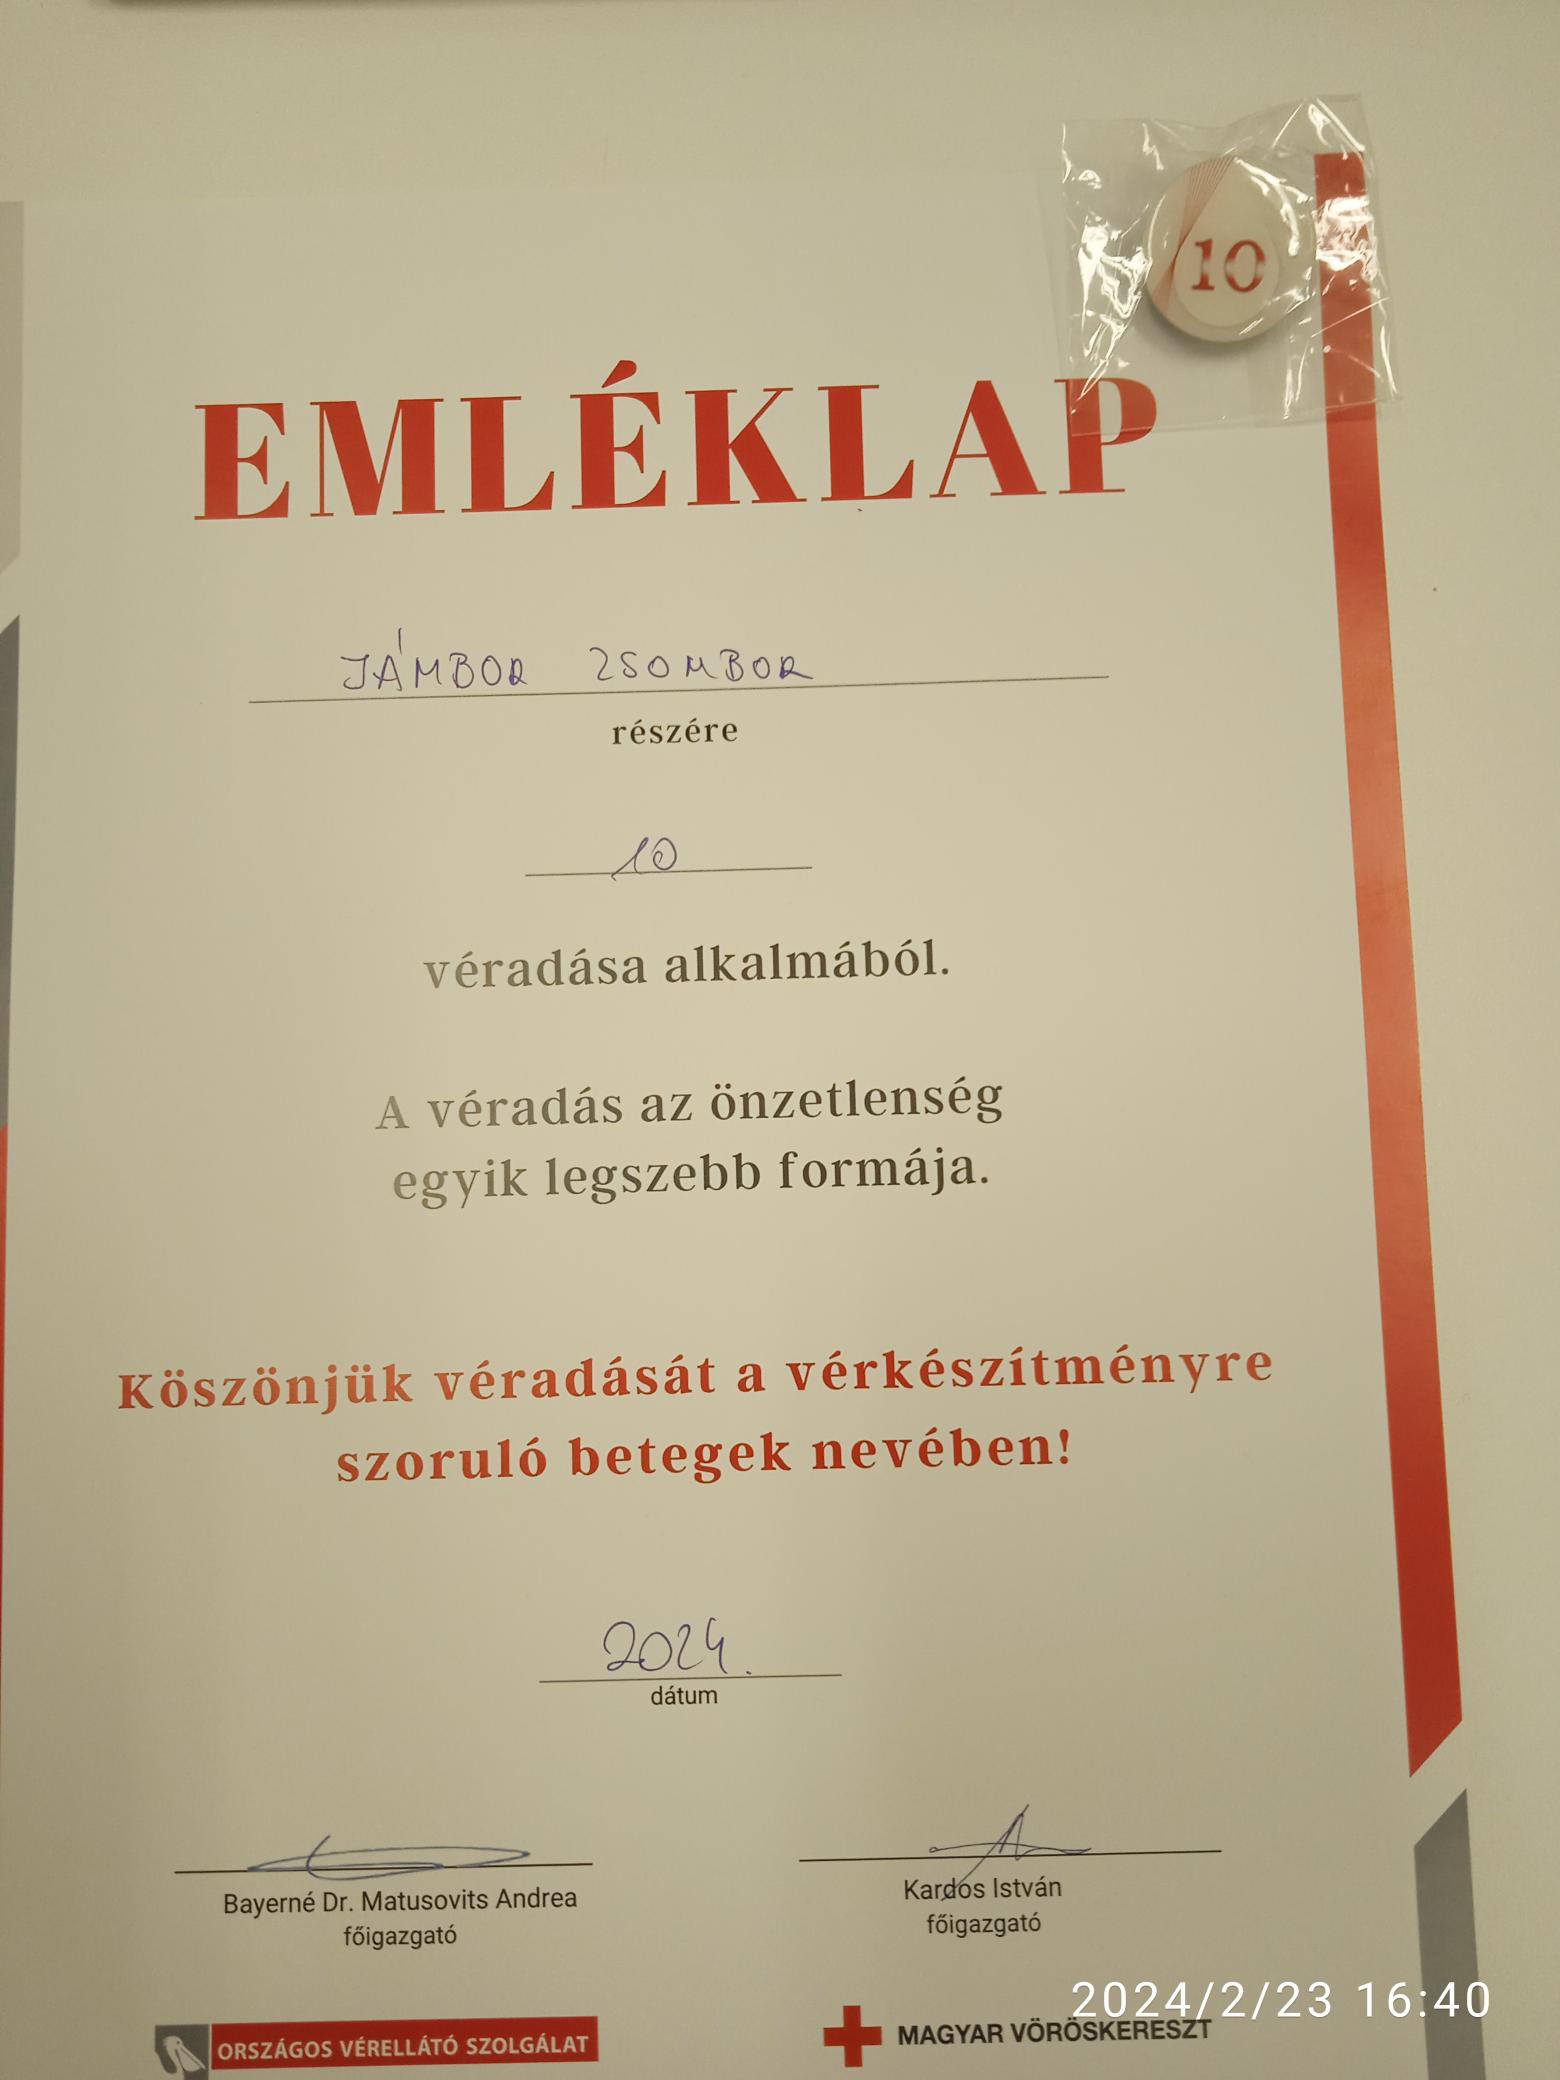 10
EMLÉKLAP
JÁMBOR ZSOMBOR
részére
10
véradása alkalmából.
A véradás az önzetlenség
egyik legszebb formája.
Köszönjük véradását a vérkészítményre
szoruló betegek nevében!
2024.
dátum
Bayerné Dr. Matusovits Andrea
főigazgató
Kardos István
főigazgató
2024/2/23 16:40
ORSZÁGOS VÉRELLÁTÓ SZOLGÁLAT
MAGYAR VÖRÖSKERESZT